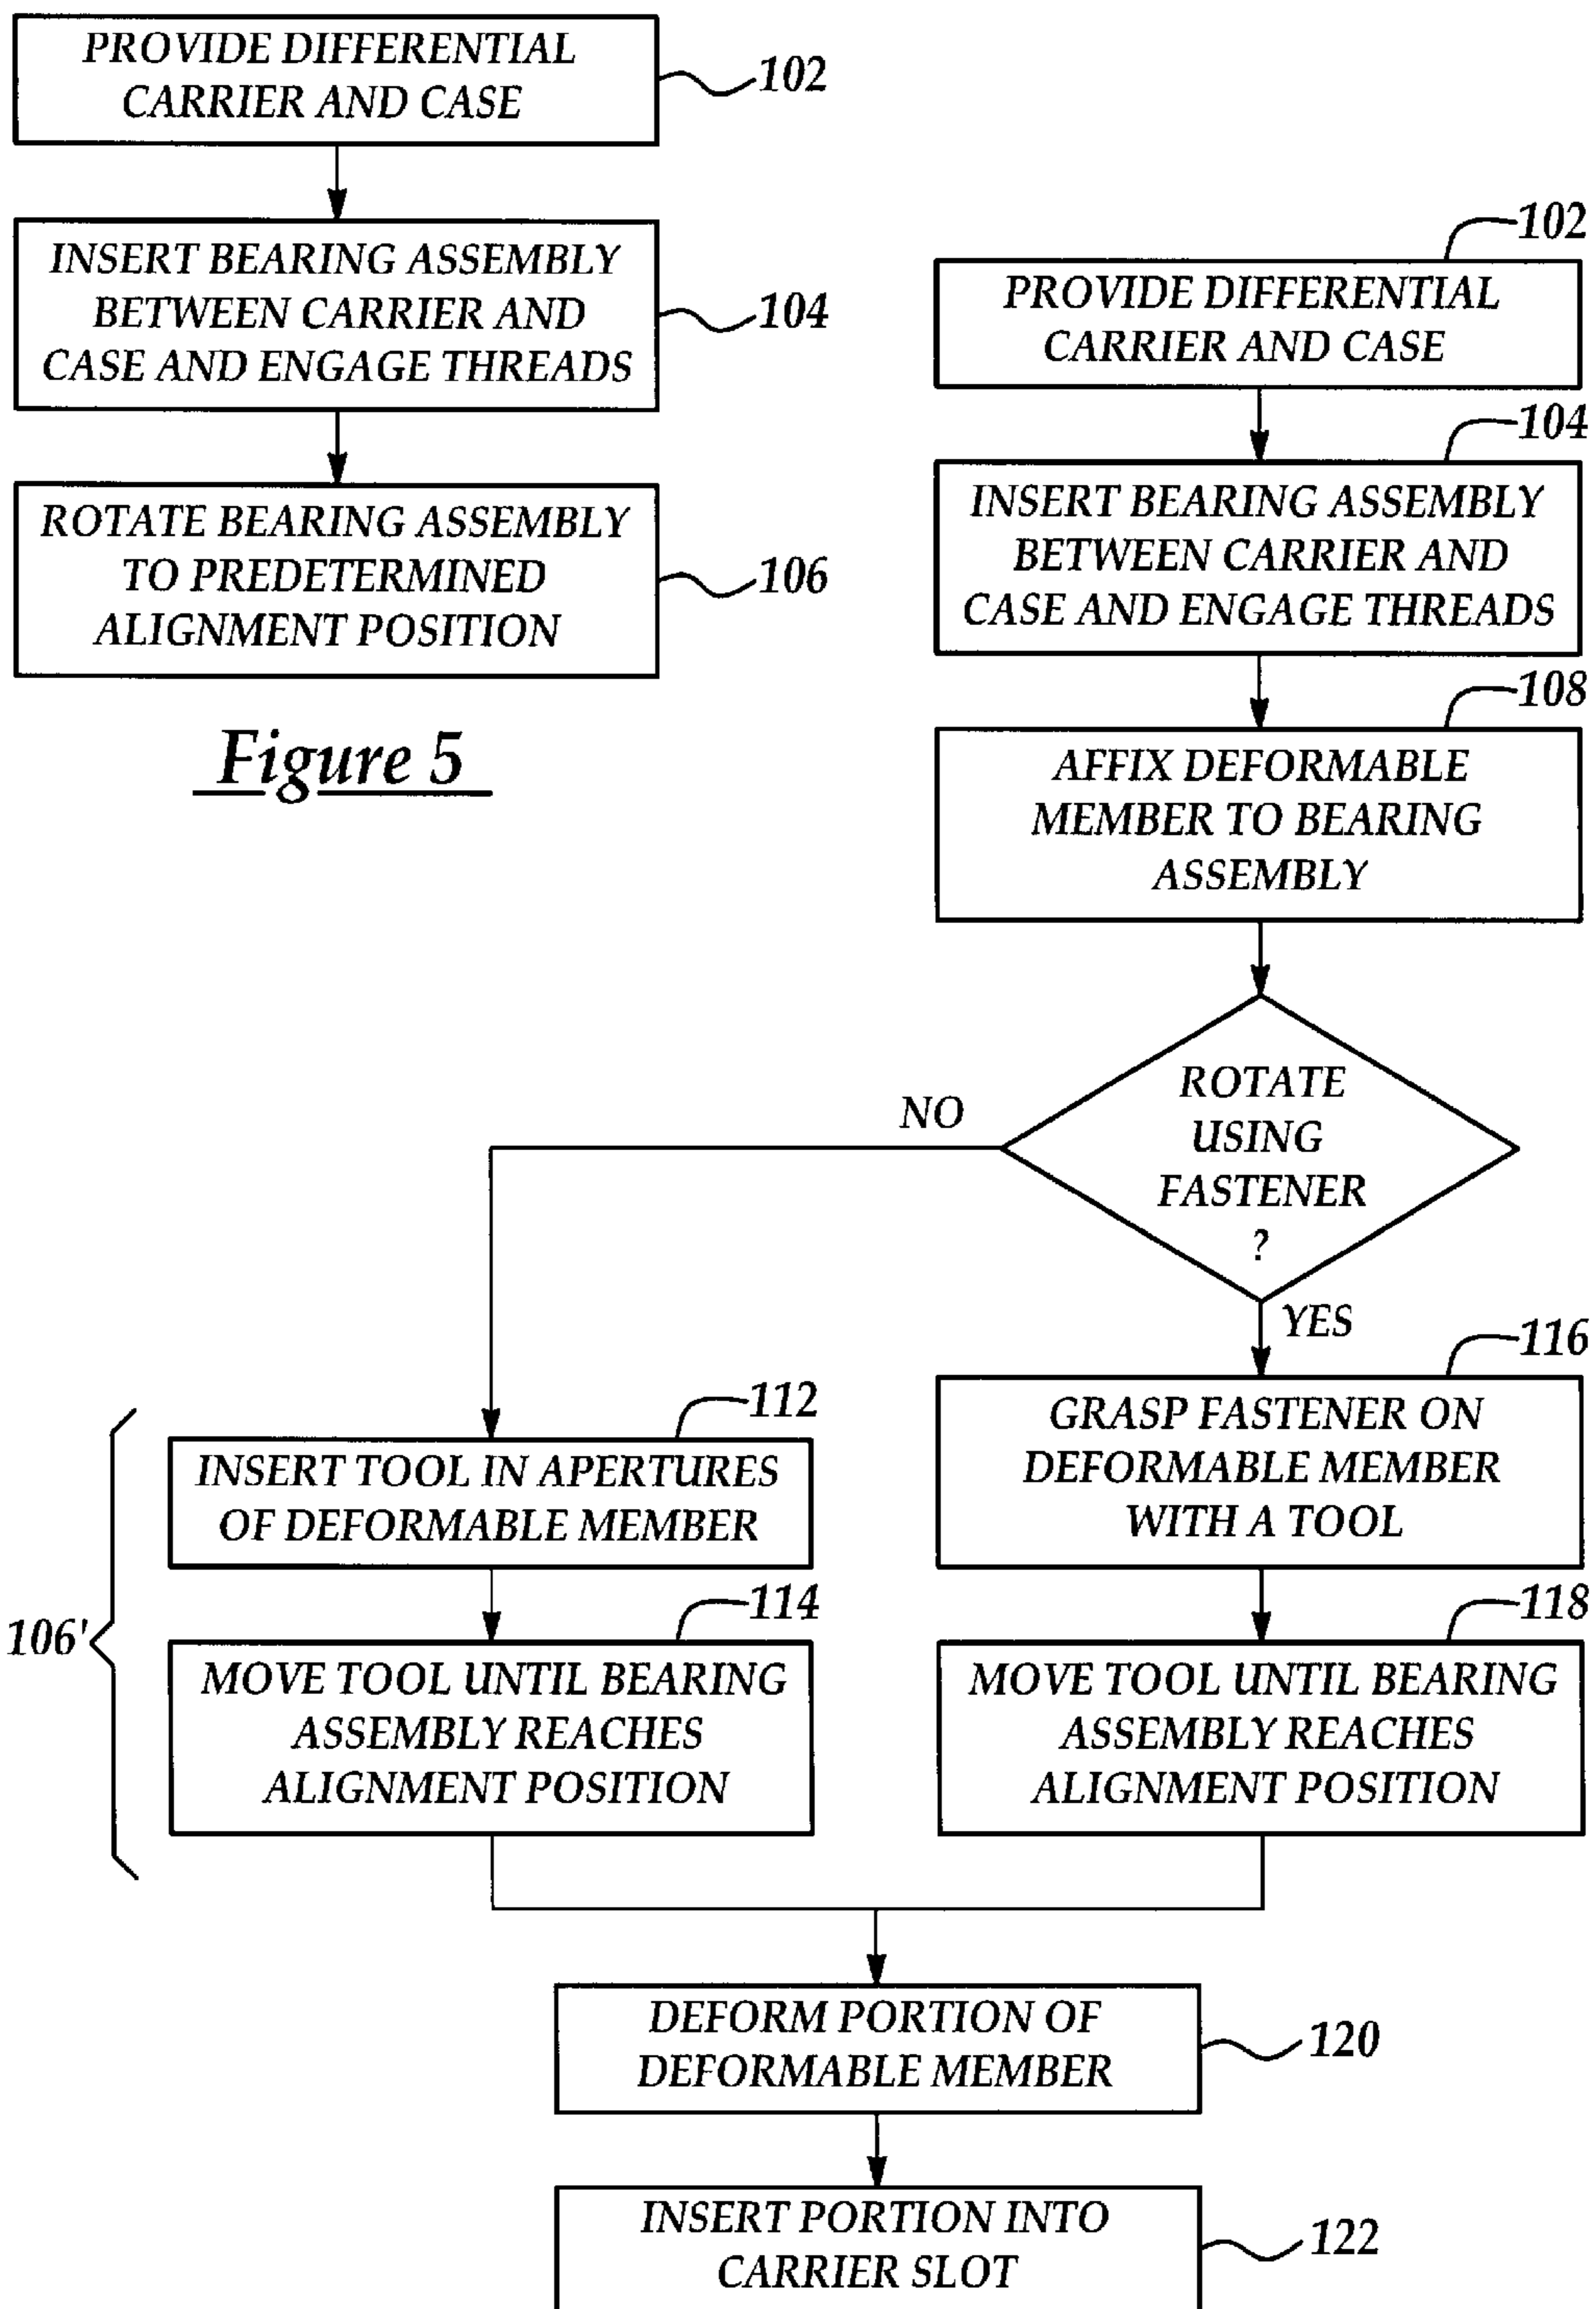 PROVIDE DIFFERENTIAL
CARRIER AND CASE
102
INSERT BEARING ASSEMBLY
BETWEEN CARRIER AND
CASE AND ENGAGE THREADS
104
ROTATE BEARING ASSEMBLY
TO PREDETERMINED
ALIGNMENT POSITION
106
Figure 5
102
PROVIDE DIFFERENTIAL
CARRIER AND CASE
104
INSERT BEARING ASSEMBLY
BETWEEN CARRIER AND
CASE AND ENGAGE THREADS
108
AFFIX DEFORMABLE
MEMBER TO BEARING
ASSEMBLY
ROTATE
USING
FASTENER
?
NO
YES
112
INSERT TOOL IN APERTURES
OF DEFORMABLE MEMBER
114
MOVE TOOL UNTIL BEARING
ASSEMBLY REACHES
ALIGNMENT POSITION
106'
116
GRASP FASTENER ON
DEFORMABLE MEMBER
WITH A TOOL
118
MOVE TOOL UNTIL BEARING
ASSEMBLY REACHES
ALIGNMENT POSITION
DEFORM PORTION OF
DEFORMABLE MEMBER
120
INSERT PORTION INTO
CARRIER SLOT
122